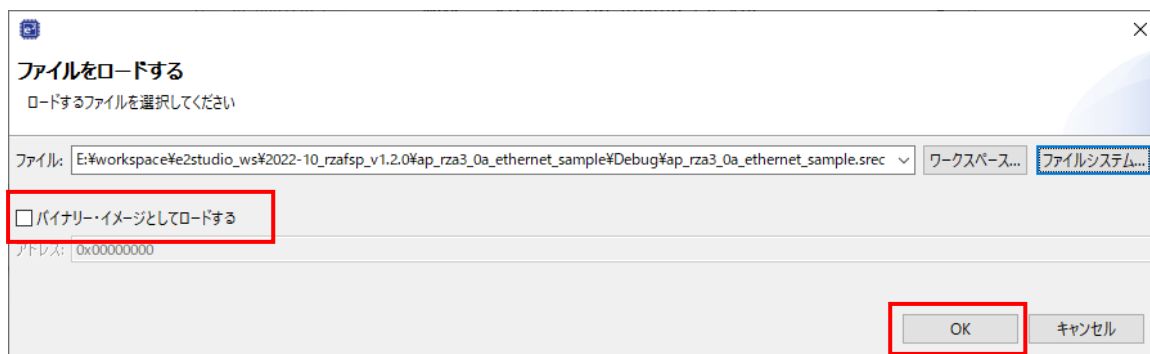 ファイルをロードする
ロードするファイルを選択してください
ファイル: E:¥workspace¥e2studio_ws¥2022-10_rzafsp_v1.2.0¥ap_rza3_0a_ethernet_sample¥Debug¥ap_rza3_0a_ethernet_sample.srec ワークスペース... ファイルシステム...
バイナリー・イメージとしてロードする
アドレス: 0x00000000
OK キャンセル